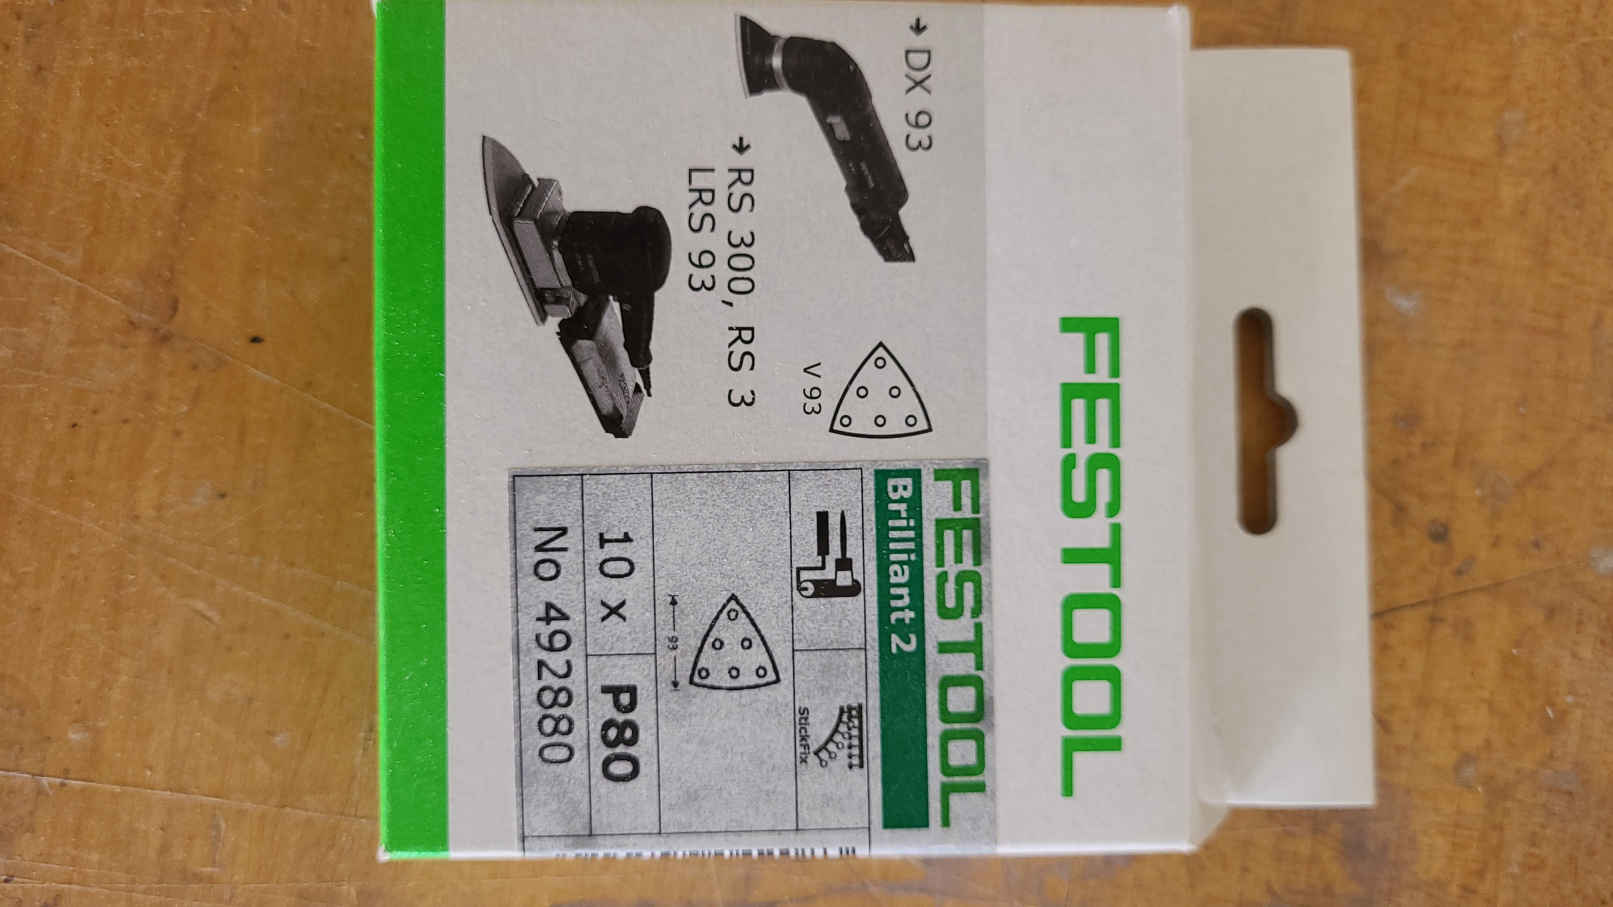 FESTOOL
→ DX 93
V 93
→ RS 300, RS 3
LRS 93
FESTOOL
Brilliant 2
StickFix
93
10 x P80
No 492880